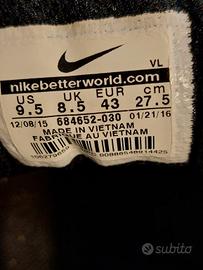 VL
nikebetterworld.com
US UK EUR cm
9.5 8.5 43 27.5
12/08/15 684652-030 01/21/16
MADE IN VIETNAM
FABRIQUE AU VIETNAM
subito